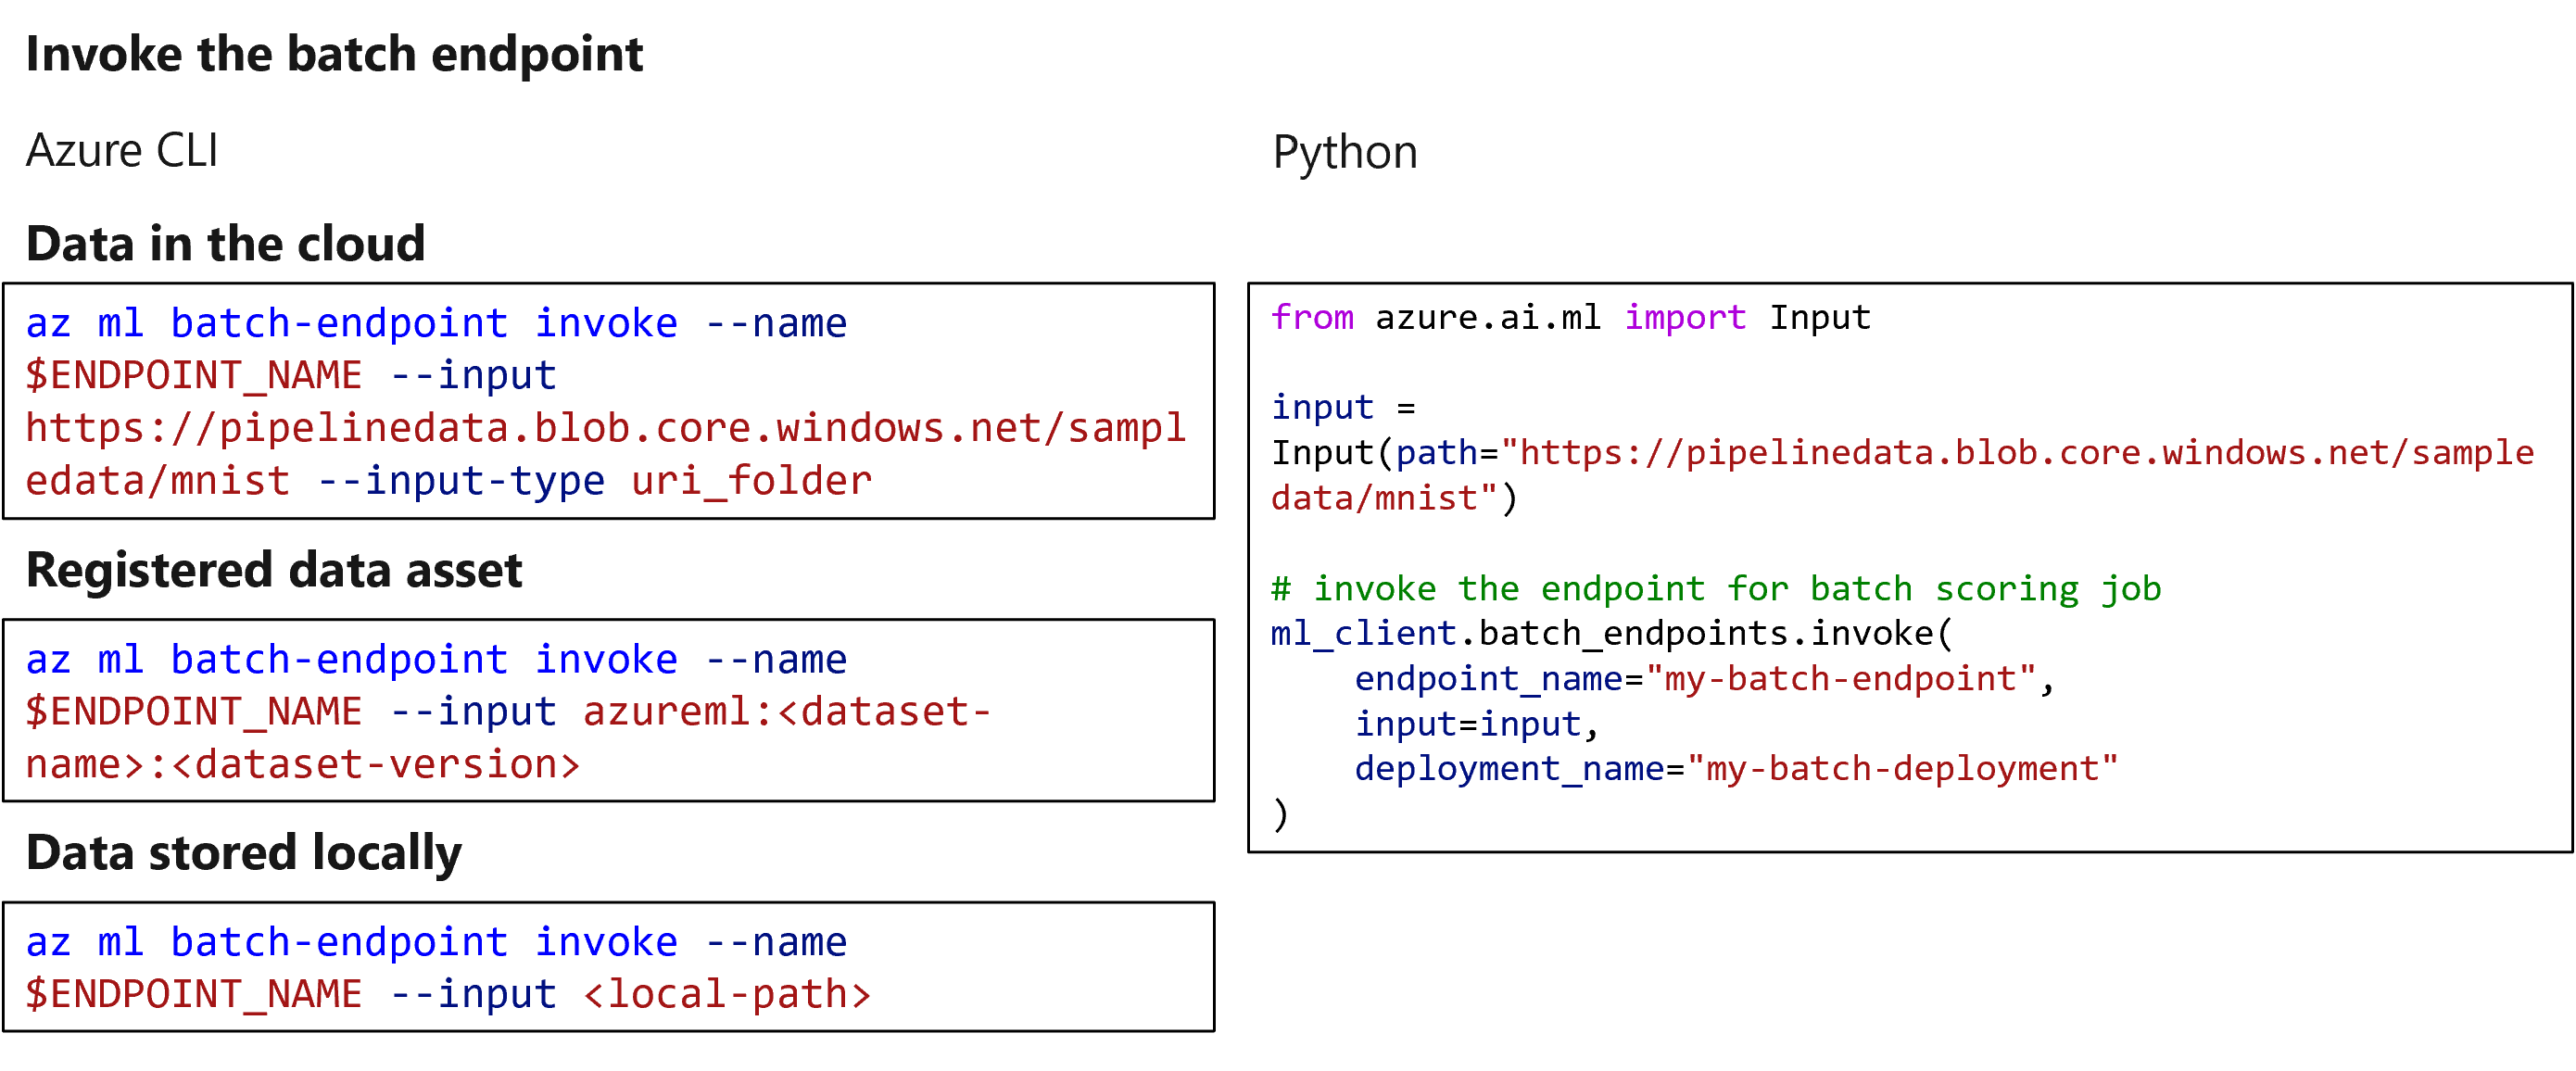 Invoke the batch endpoint
Azure CLI
Data in the cloud
az ml batch-endpoint invoke --name
$ENDPOINT_NAME --input
https://pipelinedata.blob.core.windows.net/sampl
edata/mnist --input-type uri_folder
Registered data asset
az ml batch-endpoint invoke --name
$ENDPOINT_NAME --input azureml:<dataset-
name>:<dataset-version>
Data stored locally
az ml batch-endpoint invoke --name
$ENDPOINT_NAME --input <local-path>
Python
from azure.ai.ml import Input
input =
Input(path="https://pipelinedata.blob.core.windows.net/sample
data/mnist")
# invoke the endpoint for batch scoring job
ml_client.batch_endpoints.invoke(
    endpoint_name="my-batch-endpoint",
    input=input,
    deployment_name="my-batch-deployment"
)